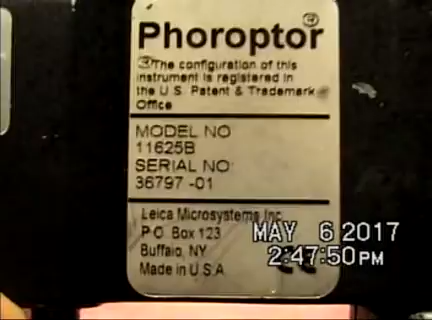 Phoroptor®
®The configuration of this
instrument is registered in
the U.S. Patent & Trademark
Office
MODEL NO
11625B
SERIAL NO
36797 -01
Leica Microsystems Inc
P O Box 123
Buffalo, NY
Made in U.S.A
CE
MAY 6 2017
2:47:50PM